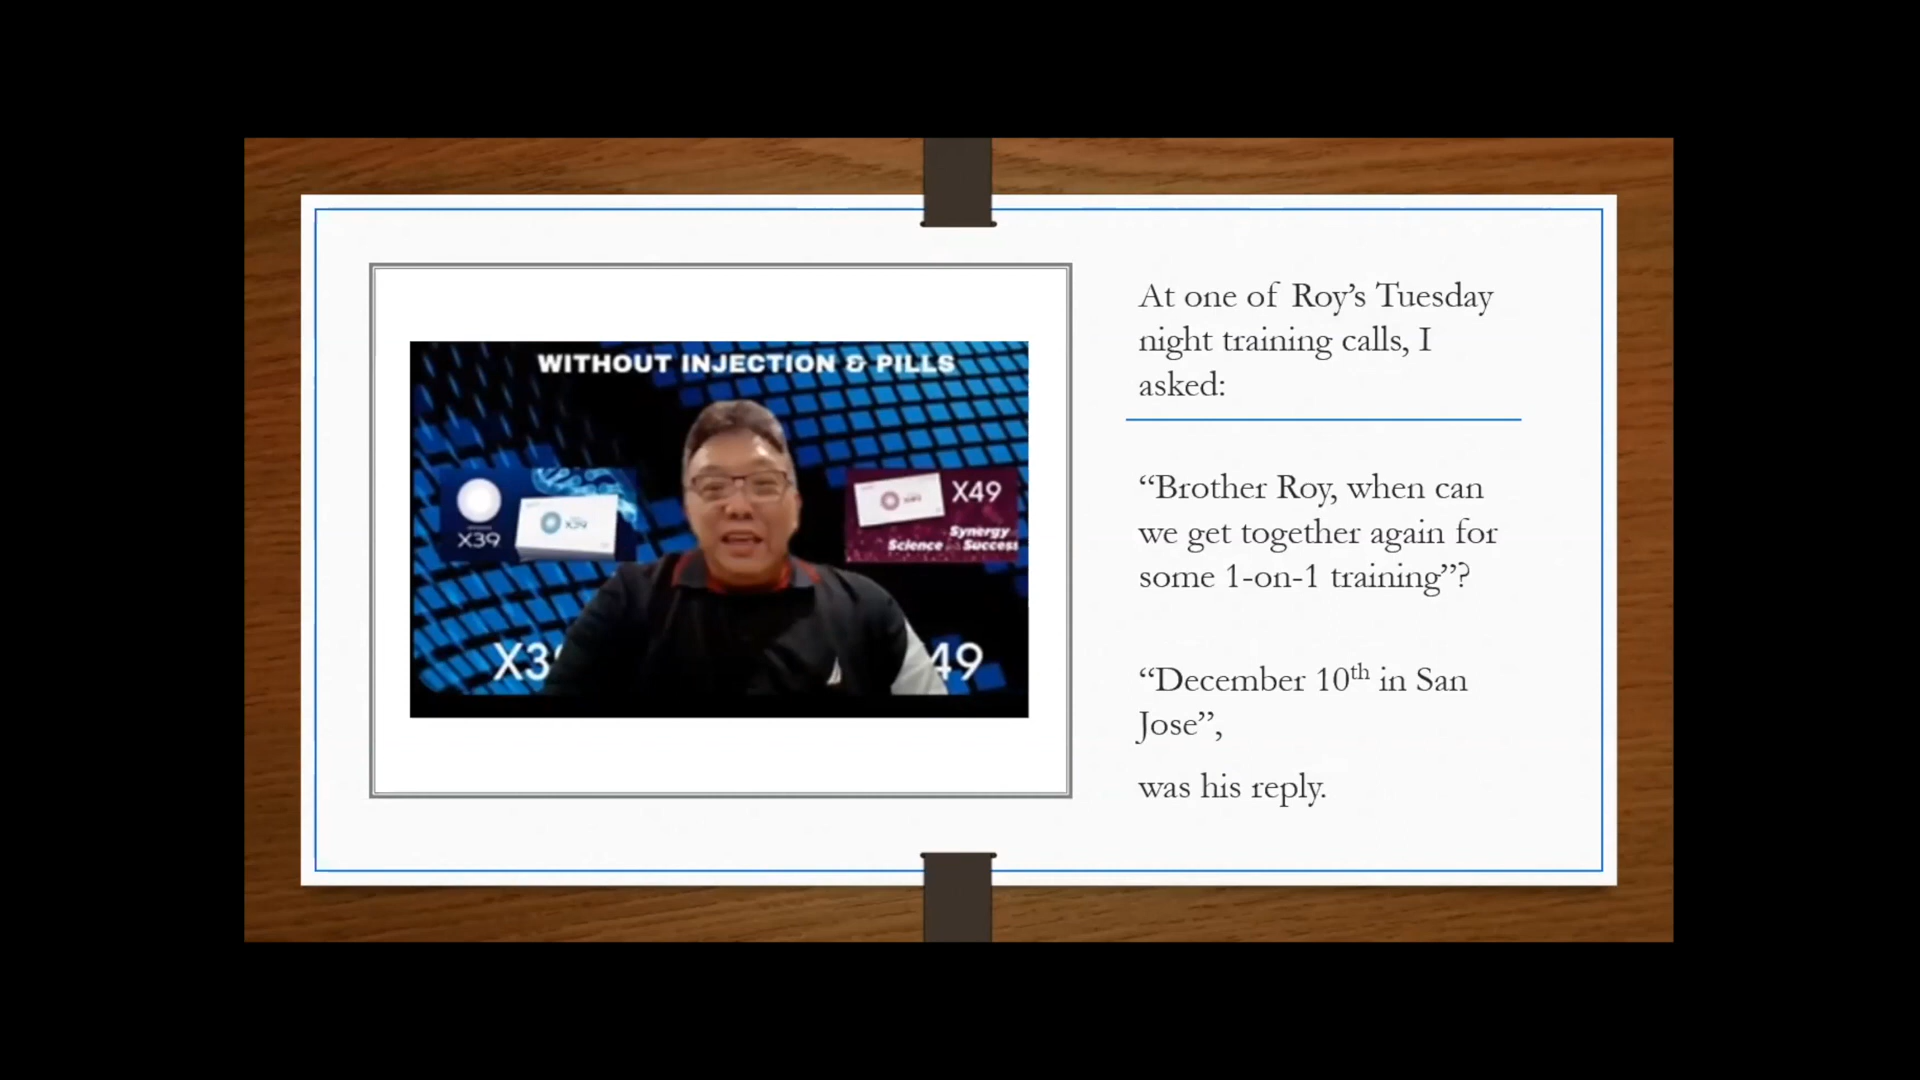 WITHOUT INJECTION & PILLS
X39
X39
X49
Synergy
Science
Success
X3
49
At one of Roy's Tuesday
night training calls, I
asked:
“Brother Roy, when can
we get together again for
some 1-on-1 training”?
“December 10th in San
Jose”,
was his reply.